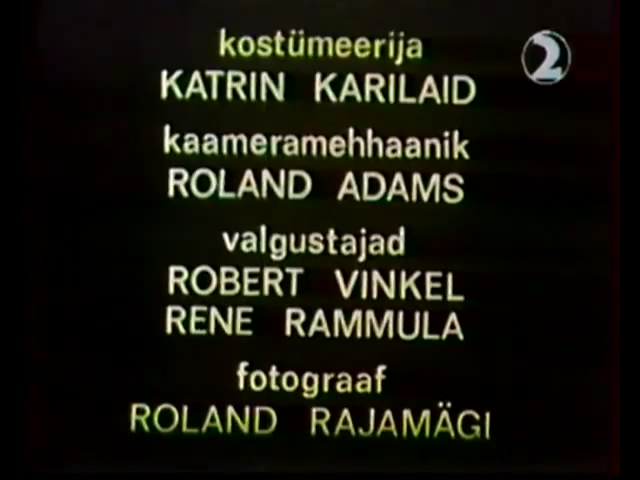 kostümeerija
2
KATRIN KARILAID
kaameramehhaanik
ROLAND ADAMS
valgustajad
ROBERT VINKEL
RENE RAMMULA
fotograaf
ROLAND RAJAMÄGI